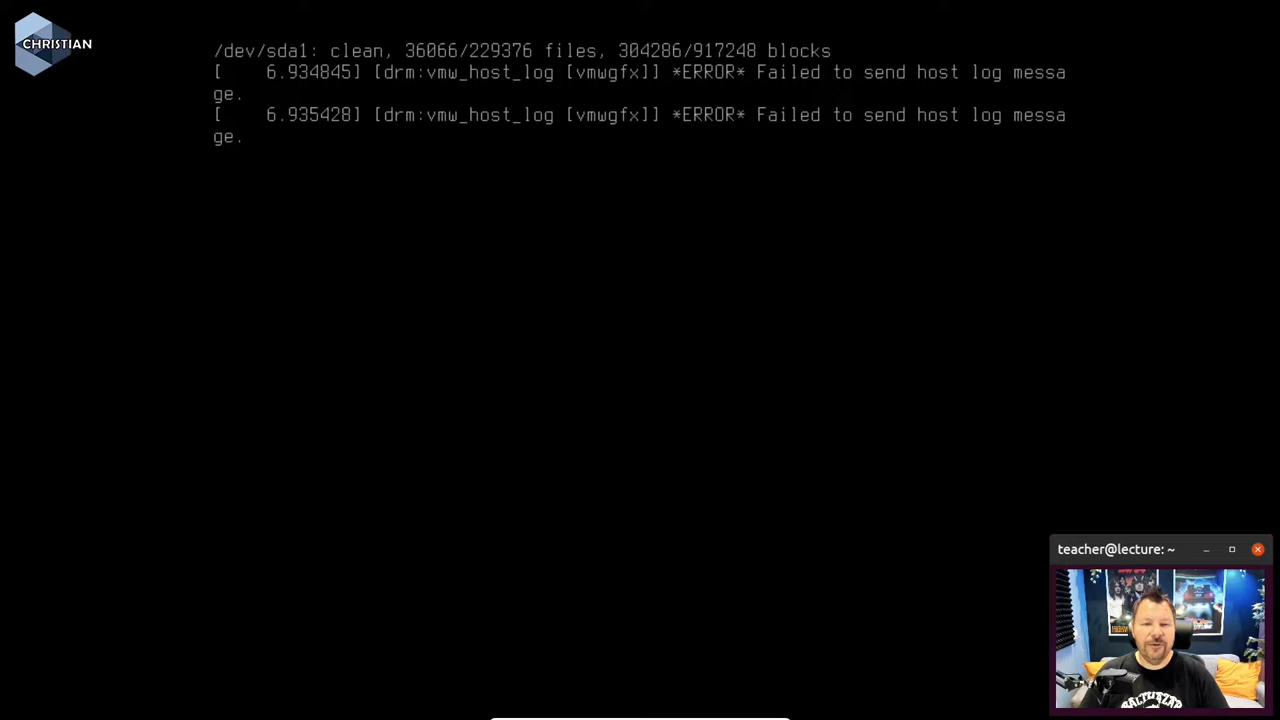 CHRISTIAN
/dev/sda1: clean, 36066/229376 files, 304286/917248 blocks
[    6.934845] [drm:vmw_host_log [vmwgfx]] *ERROR* Failed to send host log messa
ge.
[    6.935428] [drm:vmw_host_log [vmwgfx]] *ERROR* Failed to send host log messa
ge.
teacher@lecture: ~